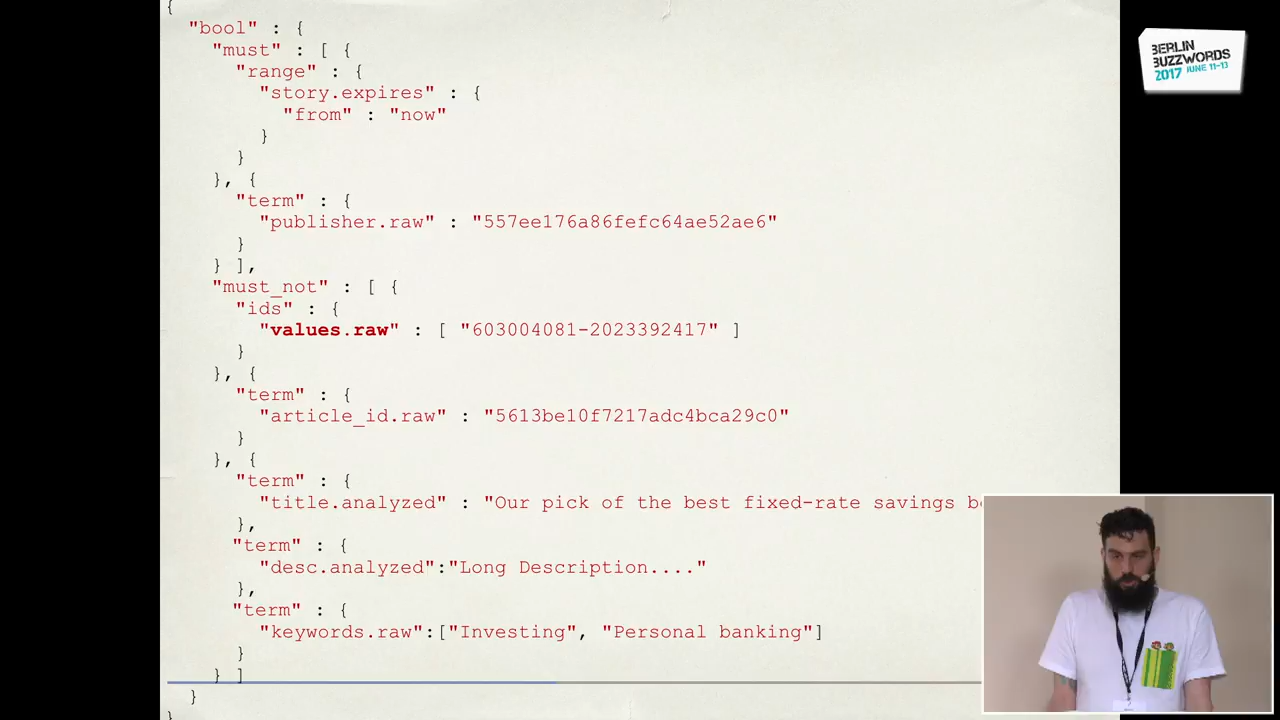 {
"bool" : {
"must" : [ {
"range" : {
"story.expires" : {
"from" : "now"
}
}
}, {
"term" : {
"publisher.raw" : "557ee176a86fefc64ae52ae6"
}
} ],
"must_not" : [ {
"ids" : {
"values.raw" : [ "603004081-2023392417" ]
}
}, {
"term" : {
"article_id.raw" : "5613be10f7217adc4bca29c0"
}
}, {
"term" : {
"title.analyzed" : "Our pick of the best fixed-rate savings
},
"term" : {
"desc.analyzed":"Long Description...."
},
"term" : {
"keywords.raw":["Investing", "Personal banking"]
}
} ]
}
}
BERLIN
BUZZWORDS
2017 JUNE 11-13